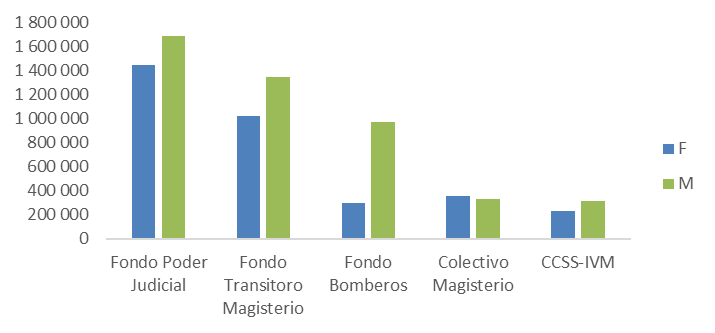 1 800 000
1 600 000
1 400 000
1 200 000
1 000 000
800 000
600 000
400 000
200 000
0
Fondo Poder
Judicial
Fondo
Transitoro
Magisterio
Fondo
Bomberos
Colectivo
Magisterio
CCSS-IVM
F
M